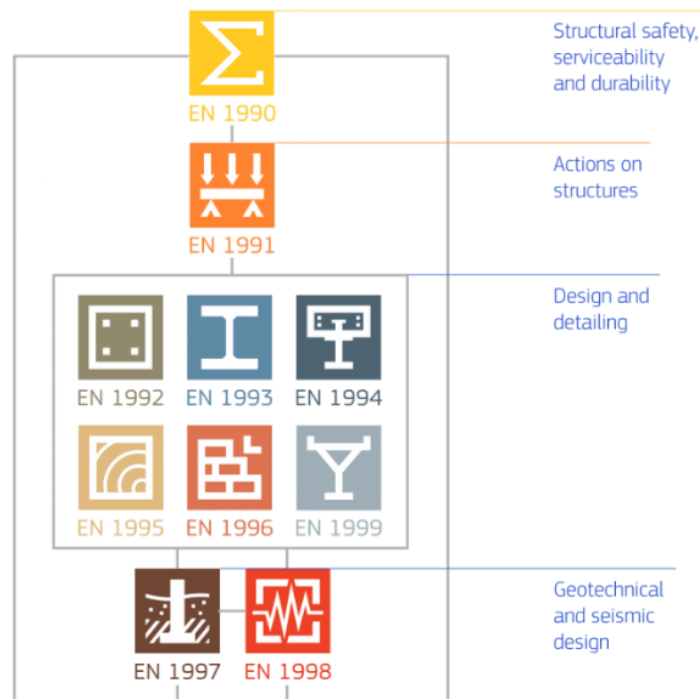 Structural safety,
serviceability
and durability
EN 1990
Actions on
structures
EN 1991
Design and
detailing
EN 1992 EN 1993 EN 1994
EN 1995 EN 1996 EN 1999
Geotechnical
and seismic
design
EN 1997 EN 1998